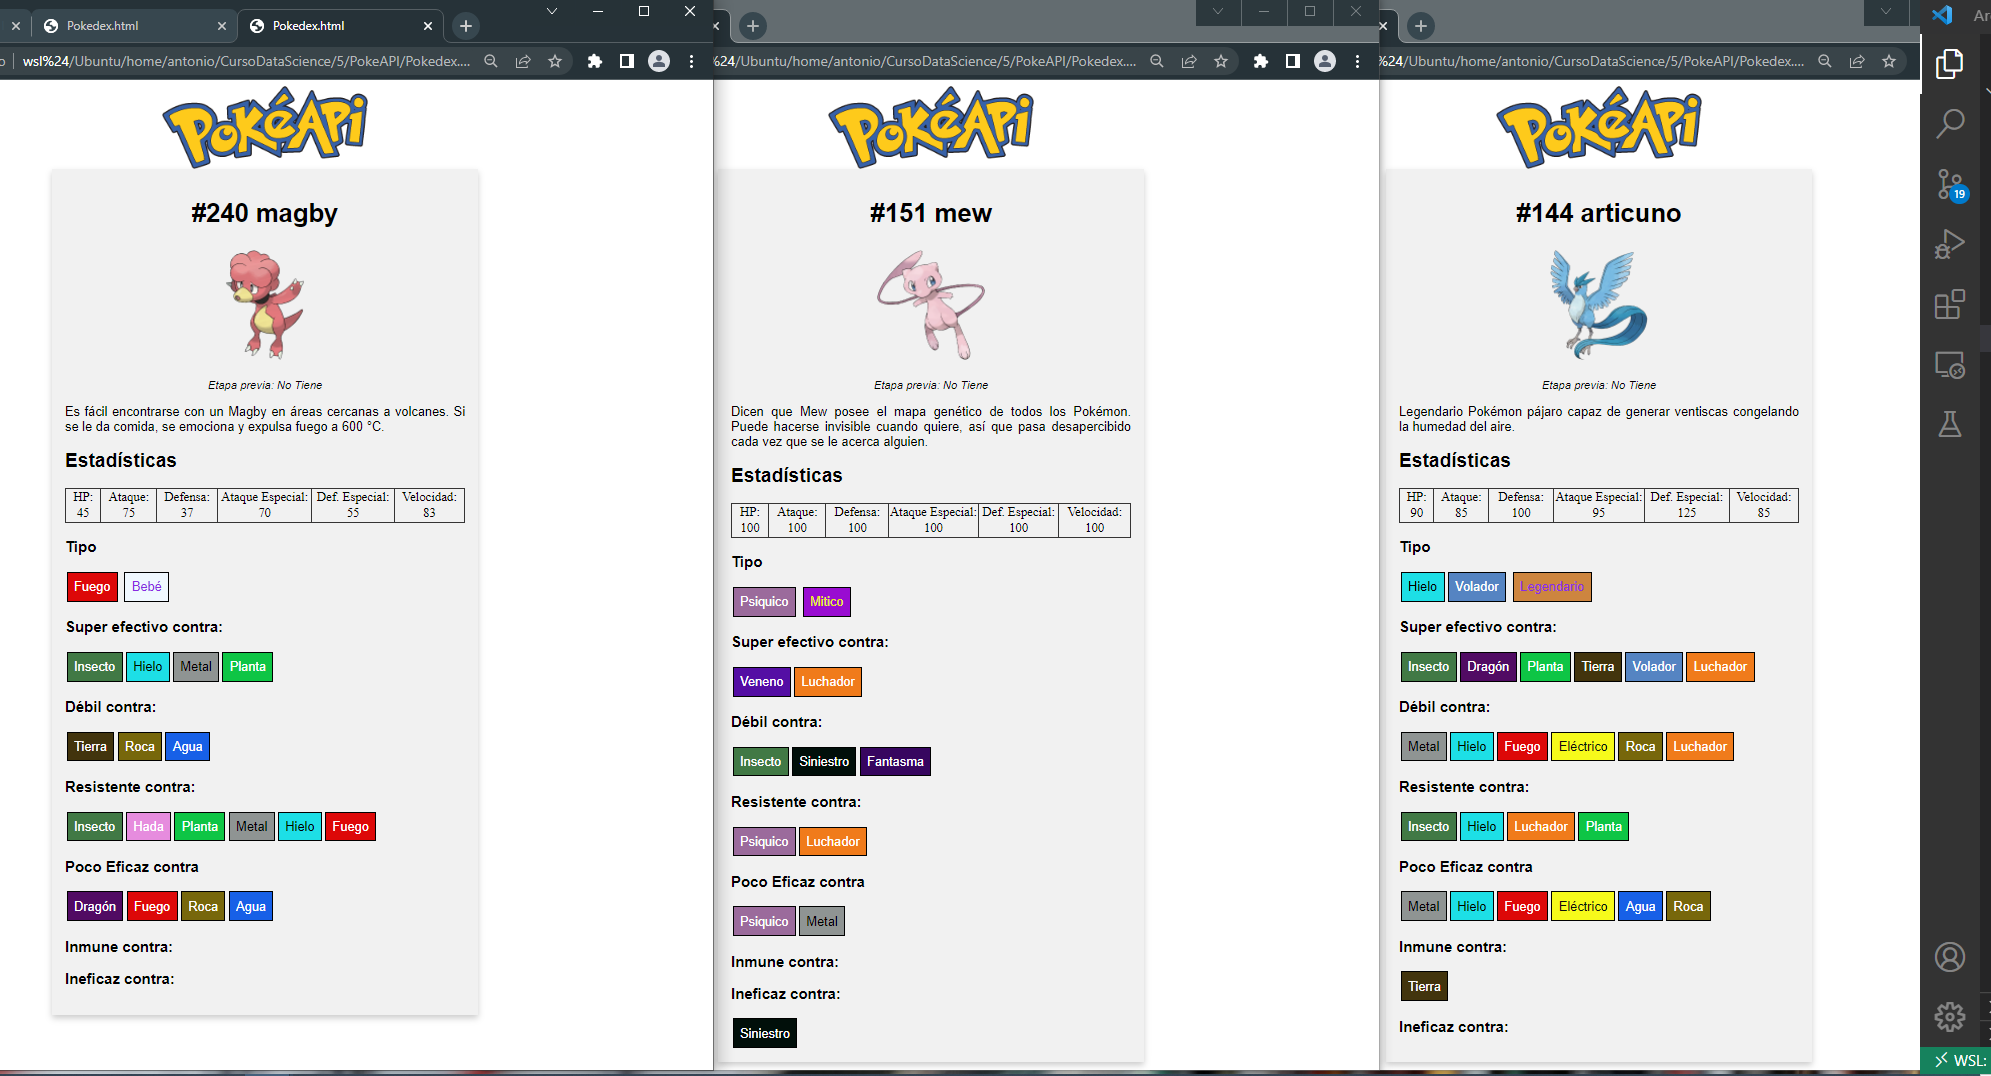 Pokedex.html
Pokedex.html
wsl%24/Ubuntu/home/antonio/CursoDataScience/5/PokeAPI/Pokedex....
PokéApi
#240 magby
Etapa previa: No Tiene
Es fácil encontrarse con un Magby en áreas cercanas a volcanes. Si
se le da comida, se emociona y expulsa fuego a 600 °C.
Estadísticas
HP: Ataque: Defensa: Ataque Especial: Def. Especial: Velocidad:
45 75 37 70 55 83
Tipo
Fuego Bebé
Super efectivo contra:
Insecto Hielo Metal Planta
Débil contra:
Tierra Roca Agua
Resistente contra:
Insecto Hada Planta Metal Hielo Fuego
Poco Eficaz contra
Dragón Fuego Roca Agua
Inmune contra:
Ineficaz contra:
%24/Ubuntu/home/antonio/CursoDataScience/5/PokeAPI/Pokedex....
PokéApi
#151 mew
Etapa previa: No Tiene
Dicen que Mew posee el mapa genético de todos los Pokémon.
Puede hacerse invisible cuando quiere, así que pasa desapercibido
cada vez que se le acerca alguien.
Estadísticas
HP: Ataque: Defensa: Ataque Especial: Def. Especial: Velocidad:
100 100 100 100 100 100
Tipo
Psiquico Mitico
Super efectivo contra:
Veneno Luchador
Débil contra:
Insecto Siniestro Fantasma
Resistente contra:
Psiquico Luchador
Poco Eficaz contra
Psiquico Metal
Inmune contra:
Ineficaz contra:
Siniestro
%24/Ubuntu/home/antonio/CursoDataScience/5/PokeAPI/Pokedex....
PokéApi
#144 articuno
Etapa previa: No Tiene
Legendario Pokémon pájaro capaz de generar ventiscas congelando
la humedad del aire.
Estadísticas
HP: Ataque: Defensa: Ataque Especial: Def. Especial: Velocidad:
90 85 100 95 125 85
Tipo
Hielo Volador Legendario
Super efectivo contra:
Insecto Dragón Planta Tierra Volador Luchador
Débil contra:
Metal Hielo Fuego Eléctrico Roca Luchador
Resistente contra:
Insecto Hielo Luchador Planta
Poco Eficaz contra
Metal Hielo Fuego Eléctrico Agua Roca
Inmune contra:
Tierra
Ineficaz contra:
Ar
19
WSL: